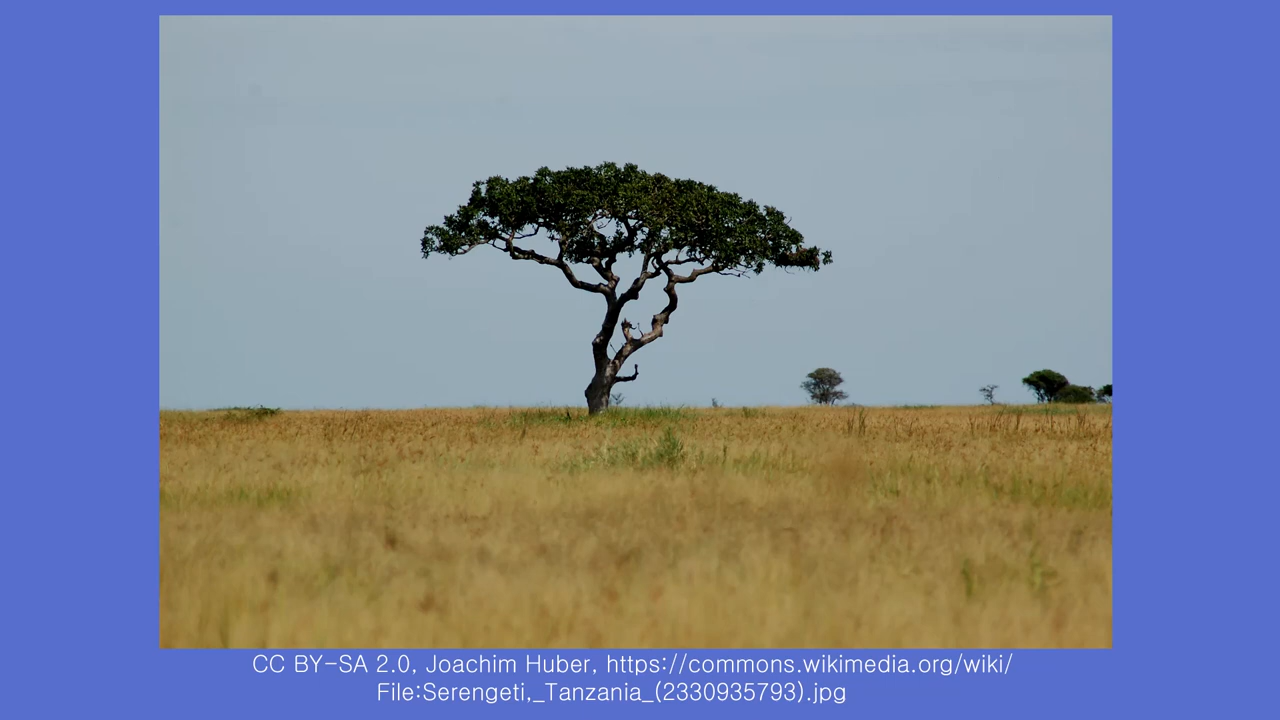 CC BY-SA 2.0, Joachim Huber, https://commons.wikimedia.org/wiki/
File:Serengeti,_Tanzania_(2330935793).jpg